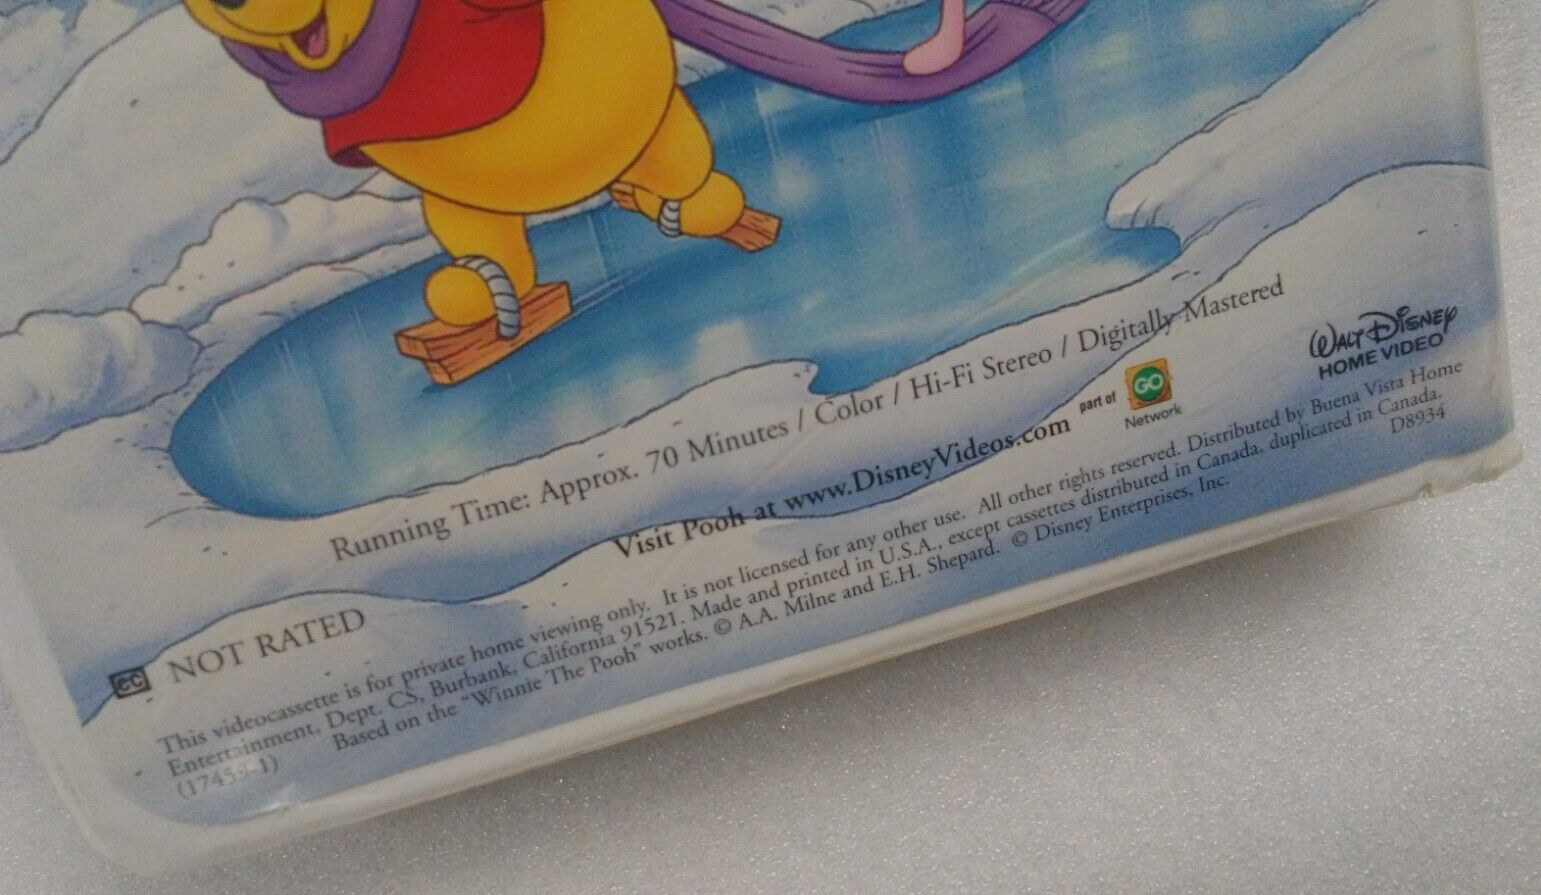 Running Time: Approx. 70 Minutes / Color / Hi-Fi Stereo / Digitally Mastered
Visit Pooh at www.DisneyVideos.com
part of
GO
Network
WALT DISNEY
HOME VIDEO
CC NOT RATED
This videocassette is for private home viewing only. It is not licensed for any other use. All other rights reserved. Distributed by Buena Vista Home
Entertainment, Dept. CS, Burbank, California 91521. Made and printed in U.S.A., except cassettes distributed in Canada, duplicated in Canada.
Based on the "Winnie The Pooh" works. © A.A. Milne and E.H. Shepard. © Disney Enterprises, Inc.
D8934